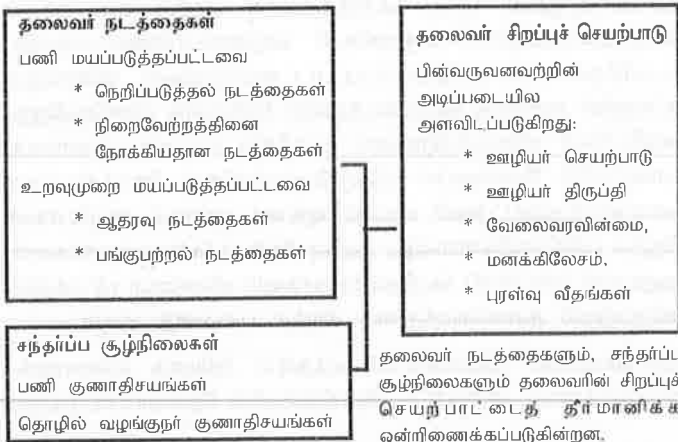 தலைவர் நடத்தைகள்
பணி மயப்படுத்தப்பட்டவை
* நெறிப்படுத்தல் நடத்தைகள்
* நிறைவேற்றத்தினை
நோக்கியதான நடத்தைகள்
உறவுமுறை மயப்படுத்தப்பட்டவை
* ஆதரவு நடத்தைகள்
* பங்குபற்றல் நடத்தைகள்
சந்தர்ப்ப சூழ்நிலைகள்
பணி குணாதிசயங்கள்
தொழில் வழங்குநர் குணாதிசயங்கள்
தலைவர் சிறப்புச் செயற்பாடு
பின்வருவனவற்றின்
அடிப்படையில
அளவிடப்படுகிறது:
* ஊழியர் செயற்பாடு
* ஊழியர் திருப்தி
* வேலைவரவின்மை,
* மனக்கிலேசம்,
* புரள்வு வீதங்கள்
தலைவர் நடத்தைகளும், சந்தர்ப்ப
சூழ்நிலைகளும் தலைவரின் சிறப்புச்
செயற்பாட்டைத் தீர்மானிக்க
ஒன்றிணைக்கப்படுகின்றன.